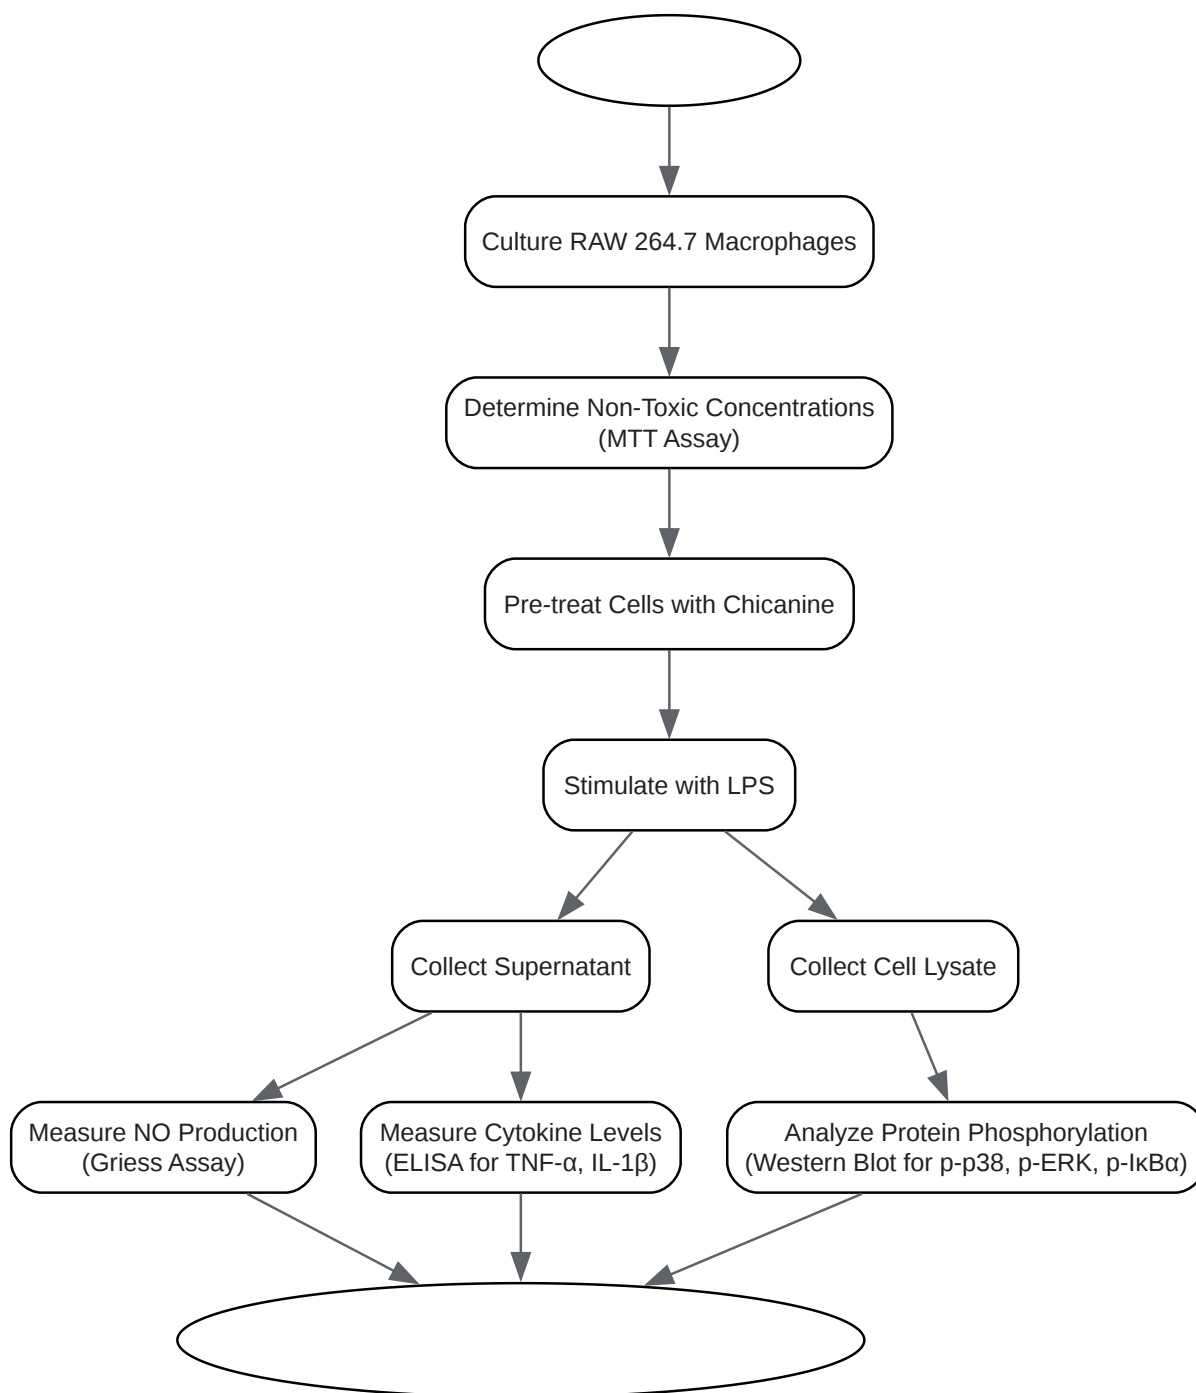 Culture RAW 264.7 Macrophages
Determine Non-Toxic Concentrations
(MTT Assay)
Pre-treat Cells with Chicanine
Stimulate with LPS
Collect Supernatant
Collect Cell Lysate
Measure NO Production
(Griess Assay)
Measure Cytokine Levels
(ELISA for TNF-α, IL-1β)
Analyze Protein Phosphorylation
(Western Blot for p-p38, p-ERK, p-IκBα)